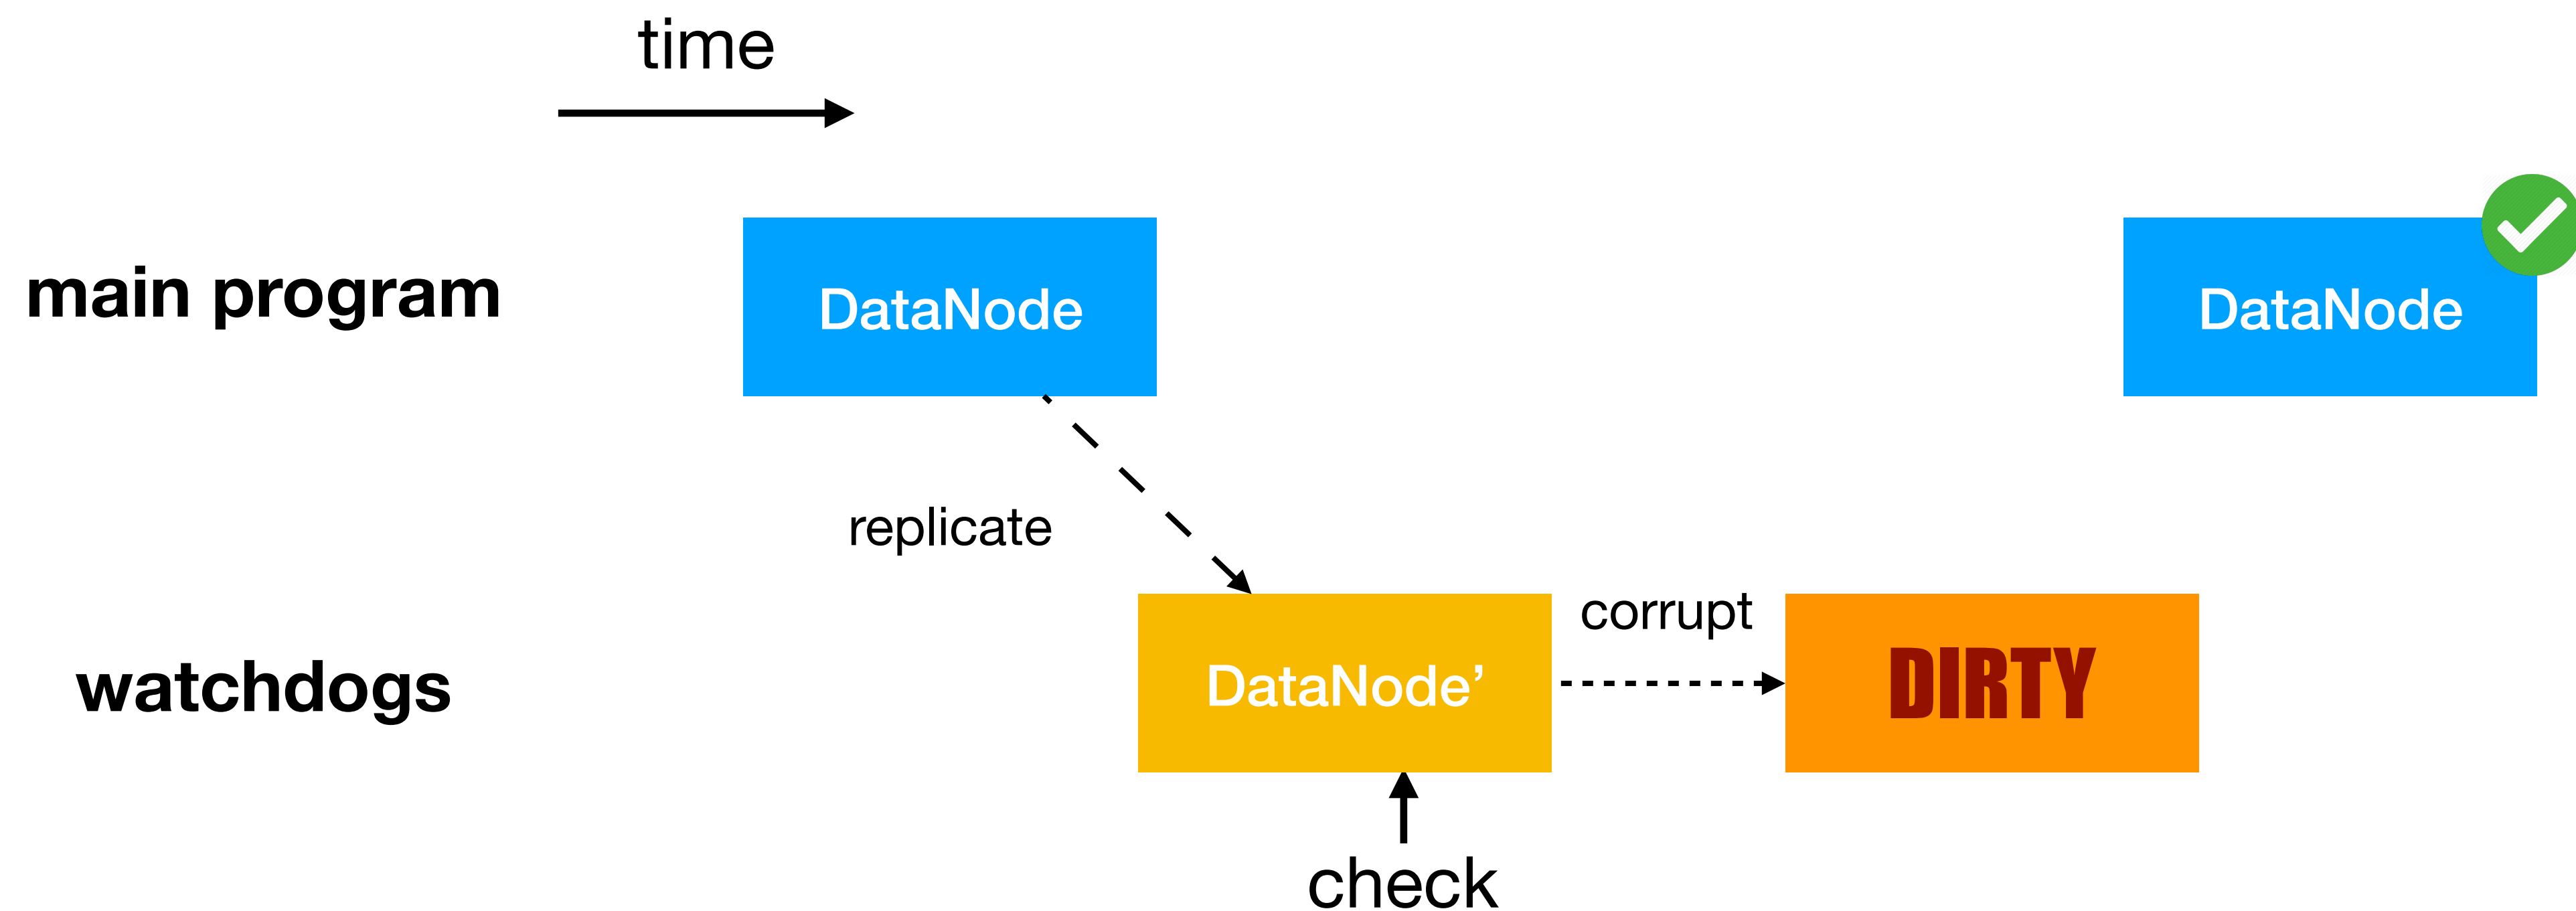 time
main program
DataNode
DataNode
replicate
corrupt
watchdogs
DataNode’
DIRTY
check